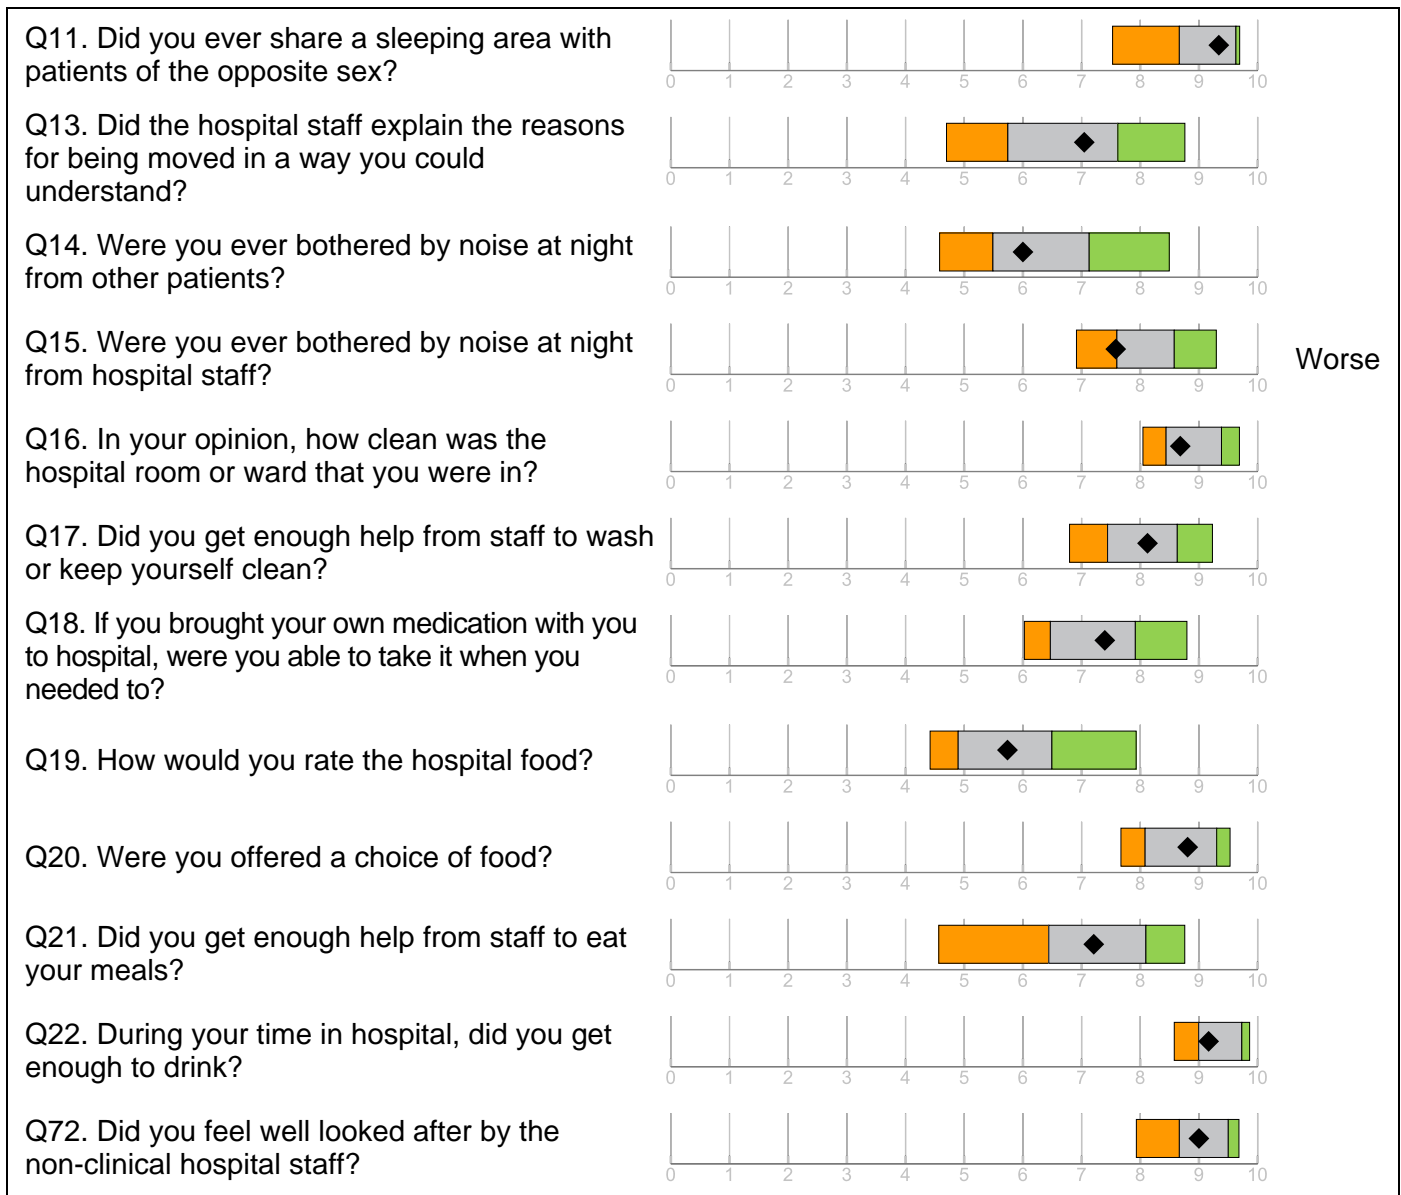 Q11. Did you ever share a sleeping area with
patients of the opposite sex?
0 1 2 3 4 5 6 7 8 9 10
Q13. Did the hospital staff explain the reasons
for being moved in a way you could
understand?
0 1 2 3 4 5 6 7 8 9 10
Q14. Were you ever bothered by noise at night
from other patients?
0 1 2 3 4 5 6 7 8 9 10
Q15. Were you ever bothered by noise at night
from hospital staff?
0 1 2 3 4 5 6 7 8 9 10
Worse
Q16. In your opinion, how clean was the
hospital room or ward that you were in?
0 1 2 3 4 5 6 7 8 9 10
Q17. Did you get enough help from staff to wash
or keep yourself clean?
0 1 2 3 4 5 6 7 8 9 10
Q18. If you brought your own medication with you
to hospital, were you able to take it when you
needed to?
0 1 2 3 4 5 6 7 8 9 10
Q19. How would you rate the hospital food?
0 1 2 3 4 5 6 7 8 9 10
Q20. Were you offered a choice of food?
0 1 2 3 4 5 6 7 8 9 10
Q21. Did you get enough help from staff to eat
your meals?
0 1 2 3 4 5 6 7 8 9 10
Q22. During your time in hospital, did you get
enough to drink?
0 1 2 3 4 5 6 7 8 9 10
Q72. Did you feel well looked after by the
non-clinical hospital staff?
0 1 2 3 4 5 6 7 8 9 10